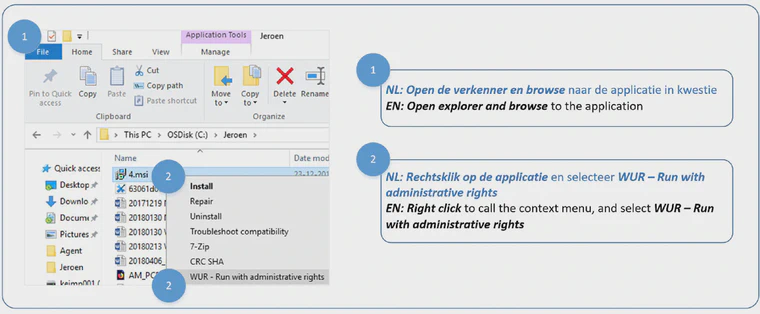 1
Application Tools
Jeroen
File
Home
Share
View
Manage
Pin to Quick
access
Copy
Paste
Cut
Copy path
Paste shortcut
Move
to
Copy
to
Delete
Rename
Clipboard
Organize
This PC > OSDisk (C:) > Jeroen >
Name
Date mod
Quick access
Desktop
Downlo
Docume
Pictures
Agent
Jeroen
keimp001
4.msi
2
63061d0
20171219
20180130
20180130
20180213
20180406_
AM_PC
Install
Repair
Uninstall
Troubleshoot compatibility
7-Zip
CRC SHA
WUR - Run with administrative rights
2
1
NL: Open de verkenner en browse naar de applicatie in kwestie
EN: Open explorer and browse to the application
2
NL: Rechtsklik op de applicatie en selecteer WUR – Run with
administrative rights
EN: Right click to call the context menu, and select WUR – Run
with administrative rights